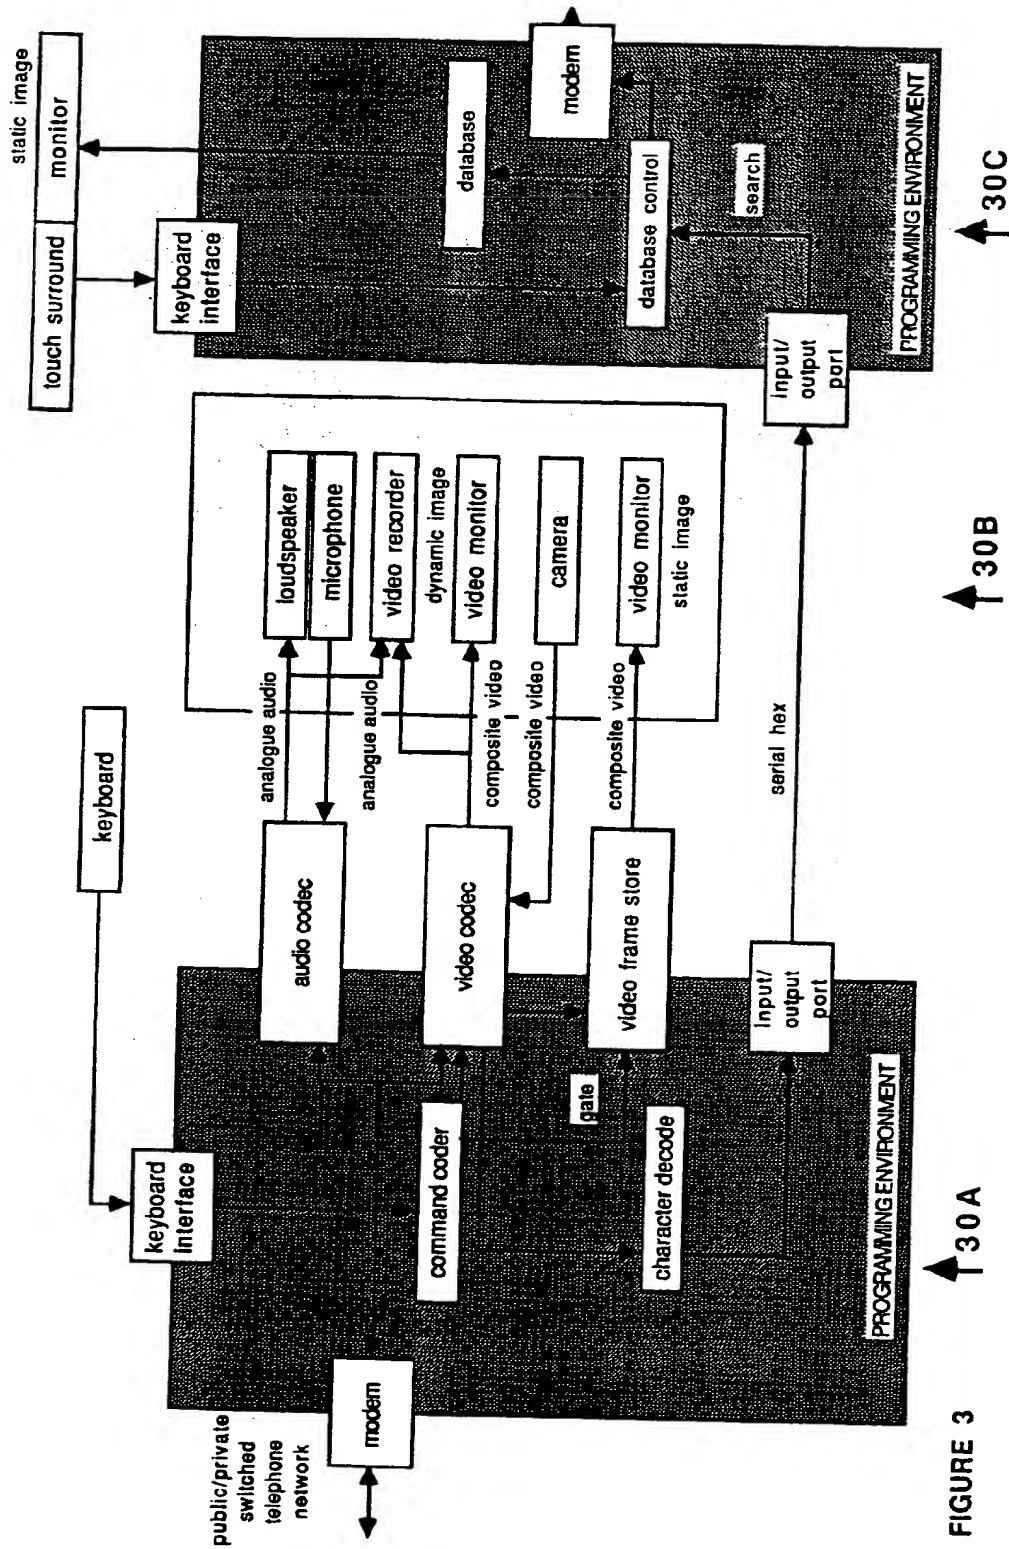 public/private
switched
telephone
network
modem
keyboard
interface
keyboard
command coder
character decode
gate
PROGRAMMING ENVIRONMENT
30A
audio codec
video codec
video frame store
input/
output
port
analogue audio
analogue audio
composite video
composite video
composite video
serial hex
loudspeaker
microphone
video recorder
dynamic image
video monitor
camera
video monitor
static image
30B
touch surround
monitor
static image
keyboard
interface
database
modem
database control
search
input/
output
port
PROGRAMMING ENVIRONMENT
30C
FIGURE 3